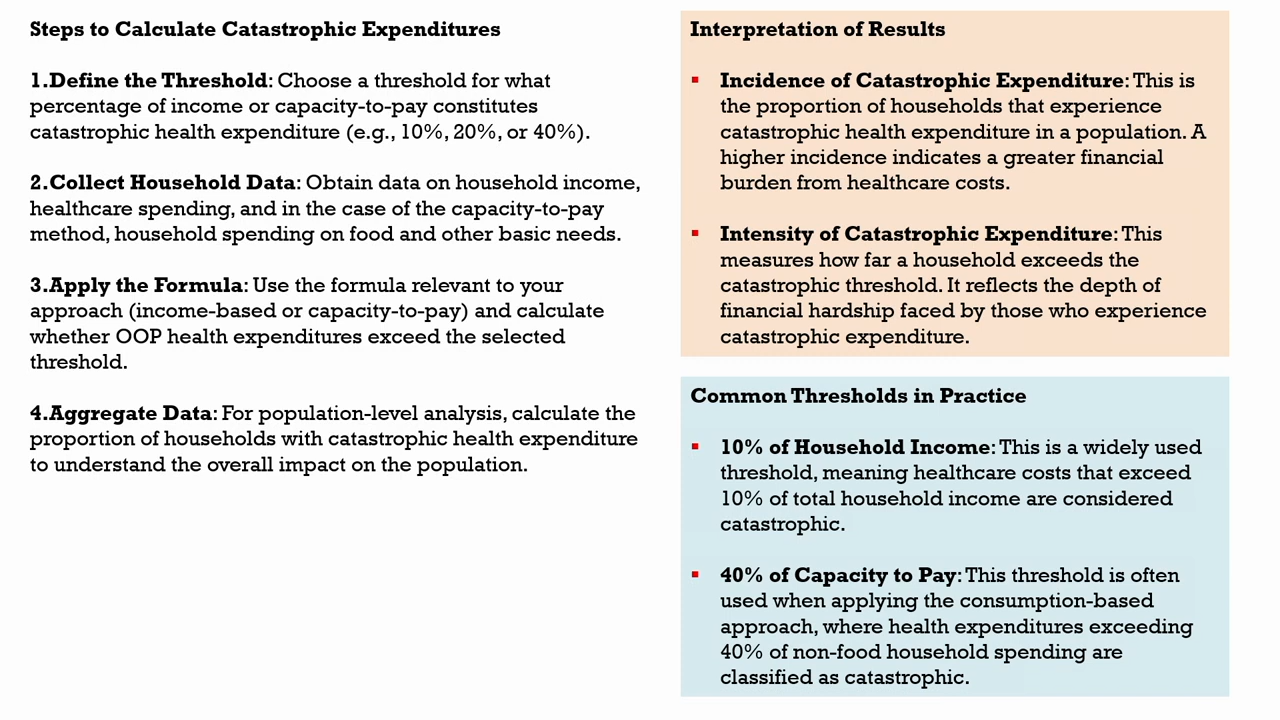 Steps to Calculate Catastrophic Expenditures
1.Define the Threshold: Choose a threshold for what
percentage of income or capacity-to-pay constitutes
catastrophic health expenditure (e.g., 10%, 20%, or 40%).
2.Collect Household Data: Obtain data on household income,
healthcare spending, and in the case of the capacity-to-pay
method, household spending on food and other basic needs.
3.Apply the Formula: Use the formula relevant to your
approach (income-based or capacity-to-pay) and calculate
whether OOP health expenditures exceed the selected
threshold.
4.Aggregate Data: For population-level analysis, calculate the
proportion of households with catastrophic health expenditure
to understand the overall impact on the population.
Interpretation of Results
▪ Incidence of Catastrophic Expenditure: This is
the proportion of households that experience
catastrophic health expenditure in a population. A
higher incidence indicates a greater financial
burden from healthcare costs.
▪ Intensity of Catastrophic Expenditure: This
measures how far a household exceeds the
catastrophic threshold. It reflects the depth of
financial hardship faced by those who experience
catastrophic expenditure.
Common Thresholds in Practice
▪ 10% of Household Income: This is a widely used
threshold, meaning healthcare costs that exceed
10% of total household income are considered
catastrophic.
▪ 40% of Capacity to Pay: This threshold is often
used when applying the consumption-based
approach, where health expenditures exceeding
40% of non-food household spending are
classified as catastrophic.